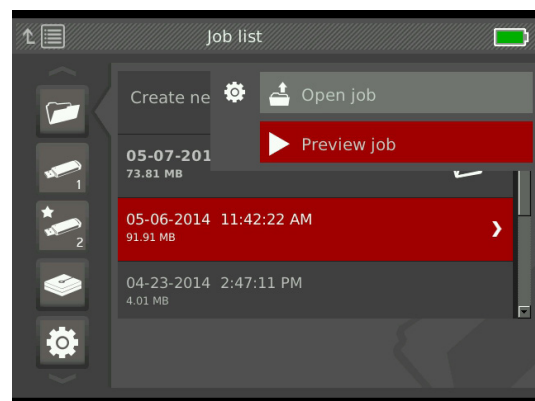 Job list
Create ne
Open job
Preview job
05-07-201
73.81 MB
05-06-2014 11:42:22 AM
91.91 MB
04-23-2014 2:47:11 PM
4.01 MB
1
2